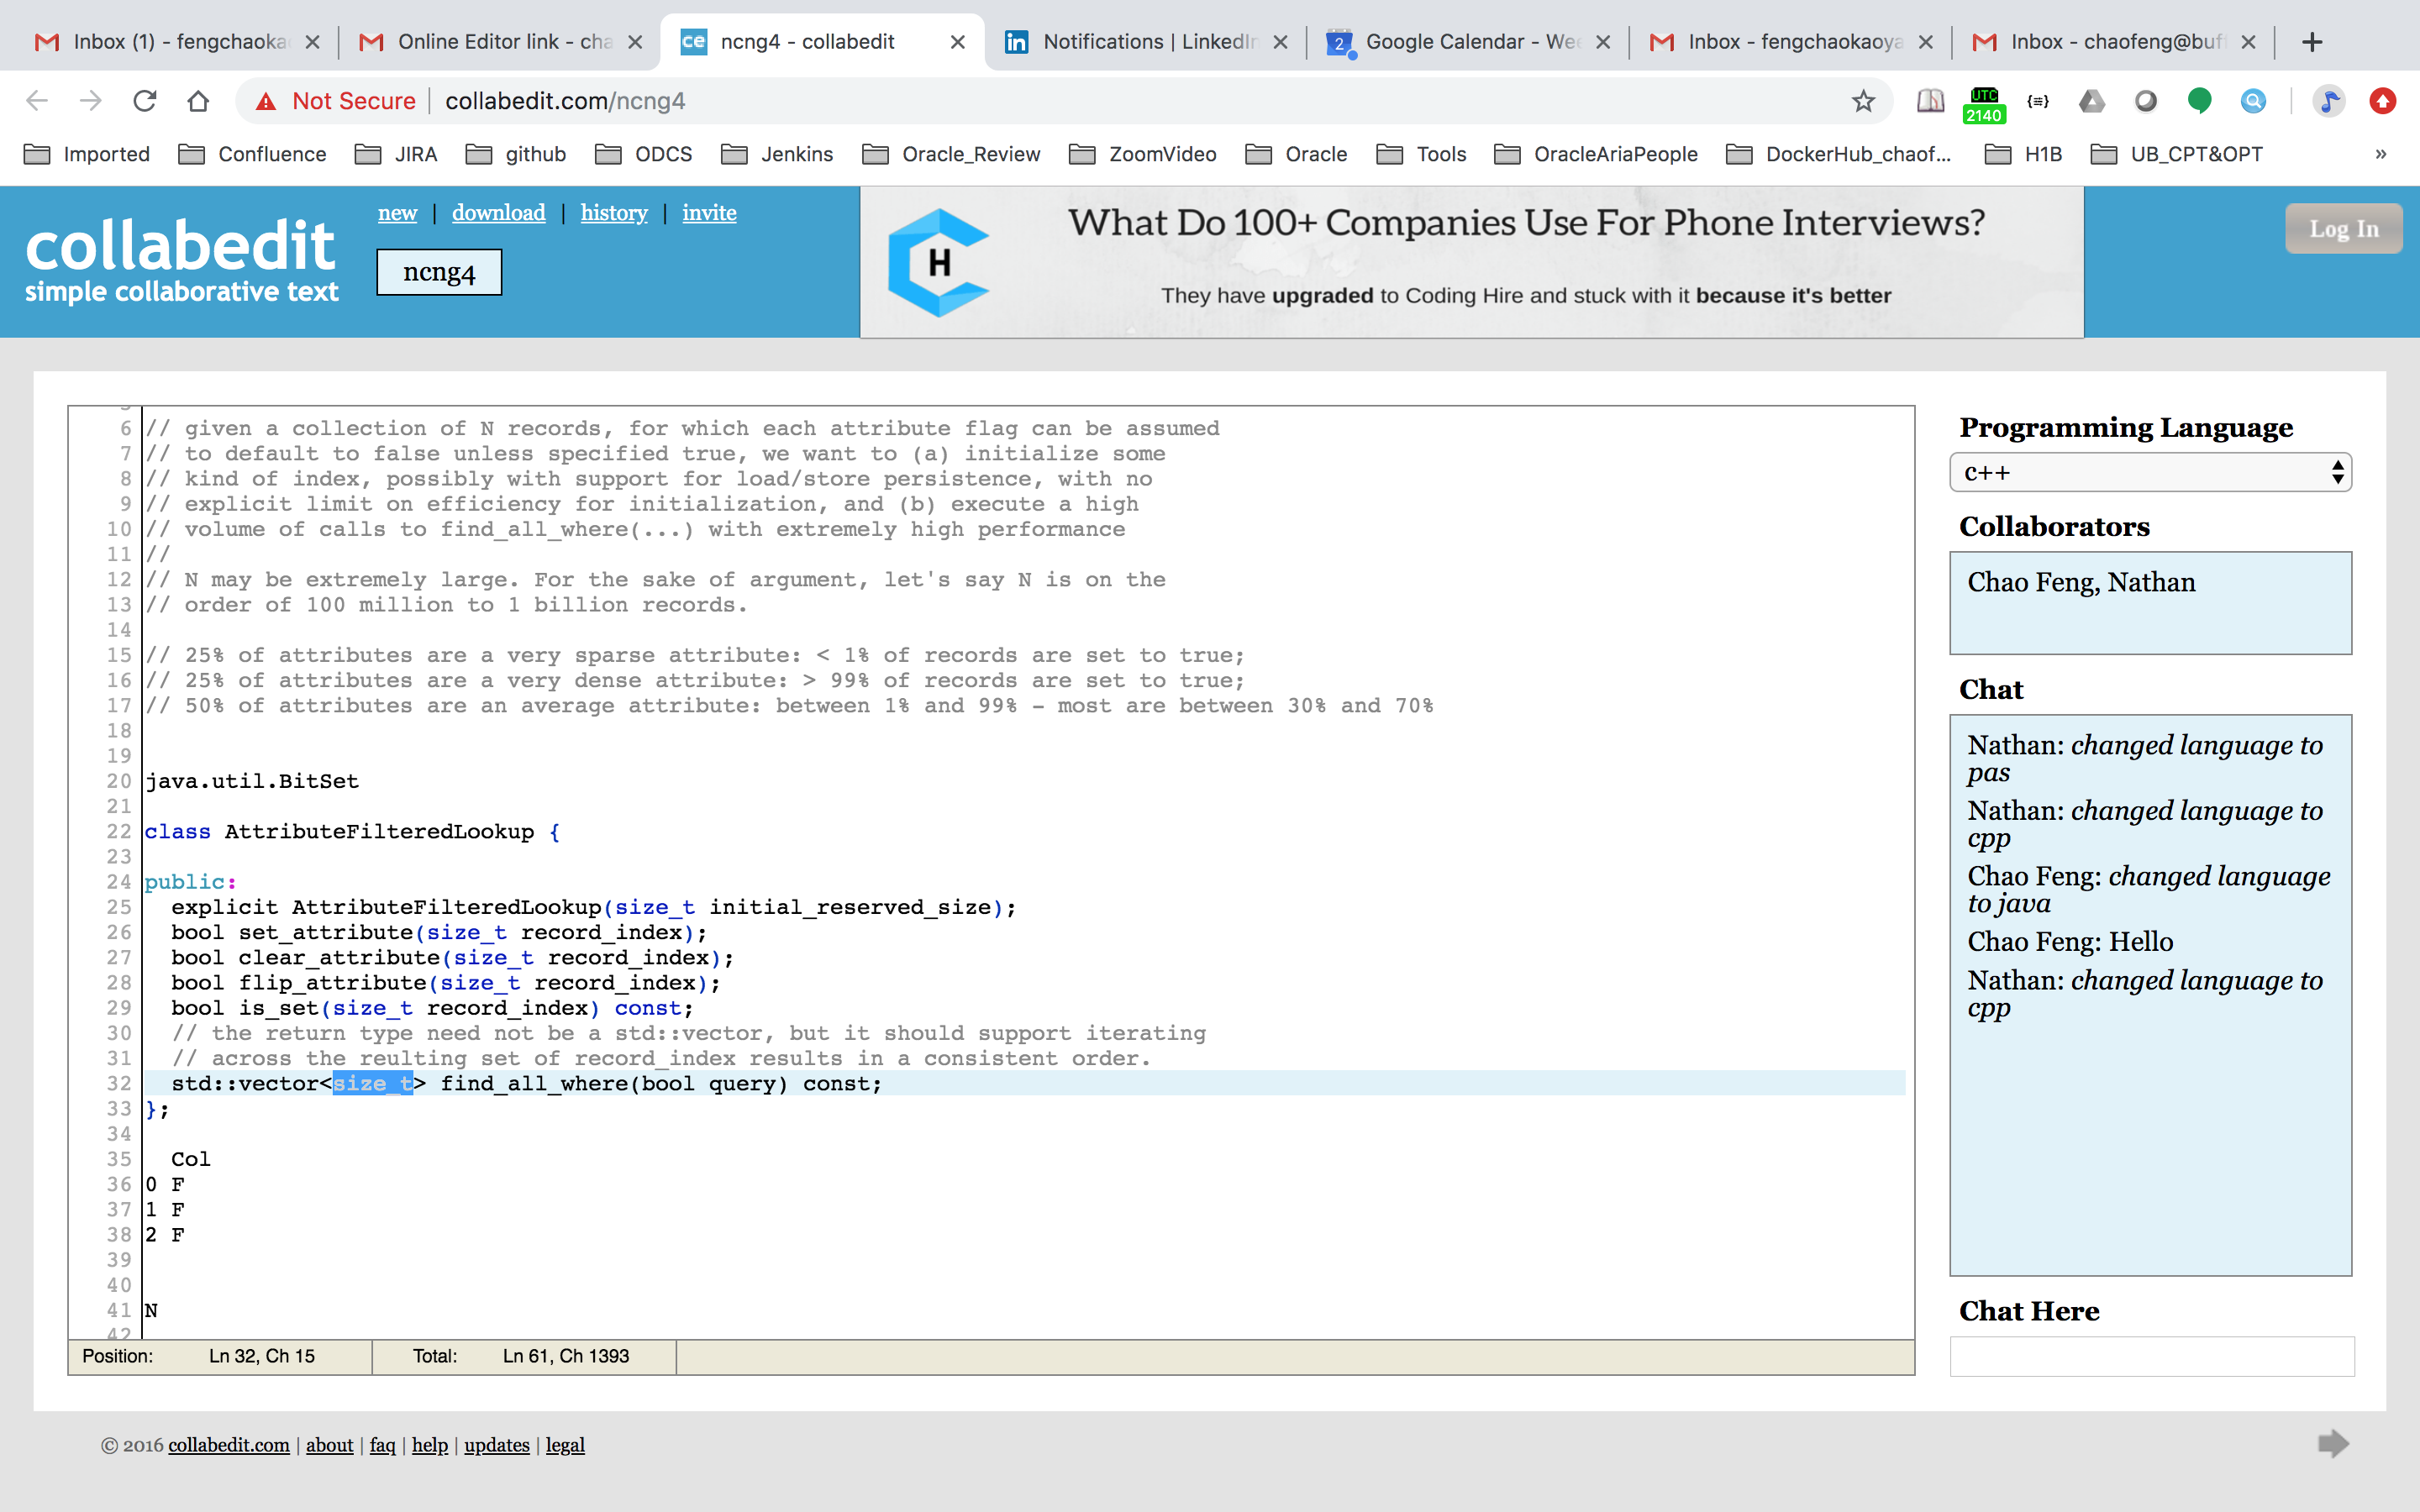 Inbox (1) - fengchaoka
Online Editor link - cha
ncng4 - collabedit
Notifications | LinkedIn
Google Calendar - Wee
Inbox - fengchaokaoya
Inbox - chaofeng@buf
Not Secure
collabedit.com/ncng4
UTC
2140
Imported
Confluence
JIRA
github
ODCS
Jenkins
Oracle_Review
ZoomVideo
Oracle
Tools
OracleAriaPeople
DockerHub_chaof...
H1B
UB_CPT&OPT
»
collabedit
simple collaborative text
new | download | history | invite
ncng4
H
What Do 100+ Companies Use For Phone Interviews?
They have upgraded to Coding Hire and stuck with it because it's better
Log In
6 // given a collection of N records, for which each attribute flag can be assumed
7 // to default to false unless specified true, we want to (a) initialize some
8 // kind of index, possibly with support for load/store persistence, with no
9 // explicit limit on efficiency for initialization, and (b) execute a high
10 // volume of calls to find_all_where(...) with extremely high performance
11 //
12 // N may be extremely large. For the sake of argument, let's say N is on the
13 // order of 100 million to 1 billion records.
14
15 // 25% of attributes are a very sparse attribute: < 1% of records are set to true;
16 // 25% of attributes are a very dense attribute: > 99% of records are set to true;
17 // 50% of attributes are an average attribute: between 1% and 99% - most are between 30% and 70%
18
19
20 java.util.BitSet
21
22 class AttributeFilteredLookup {
23
24 public:
25 explicit AttributeFilteredLookup(size_t initial_reserved_size);
26 bool set_attribute(size_t record_index);
27 bool clear_attribute(size_t record_index);
28 bool flip_attribute(size_t record_index);
29 bool is_set(size_t record_index) const;
30 // the return type need not be a std::vector, but it should support iterating
31 // across the reulting set of record_index results in a consistent order.
32 std::vector<size_t> find_all_where(bool query) const;
33 };
34
35 Col
36 0 F
37 1 F
38 2 F
39
40
41 N
42
Position: Ln 32, Ch 15 Total: Ln 61, Ch 1393
Programming Language
c++
Collaborators
Chao Feng, Nathan
Chat
Nathan: changed language to
pas
Nathan: changed language to
cpp
Chao Feng: changed language
to java
Chao Feng: Hello
Nathan: changed language to
cpp
Chat Here
© 2016 collabedit.com | about | faq | help | updates | legal